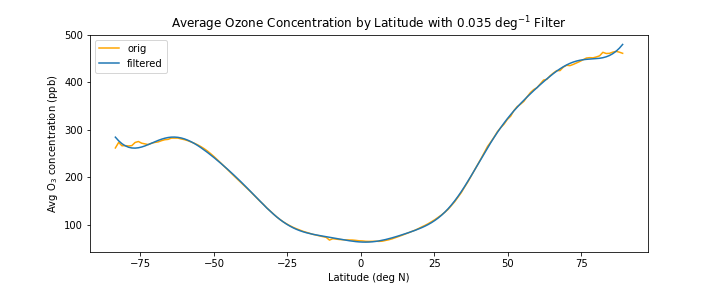 Average Ozone Concentration by Latitude with 0.035 deg⁻¹ Filter
orig
filtered
Avg O₃ concentration (ppb)
500
400
300
200
100
−75 −50 −25 0 25 50 75
Latitude (deg N)